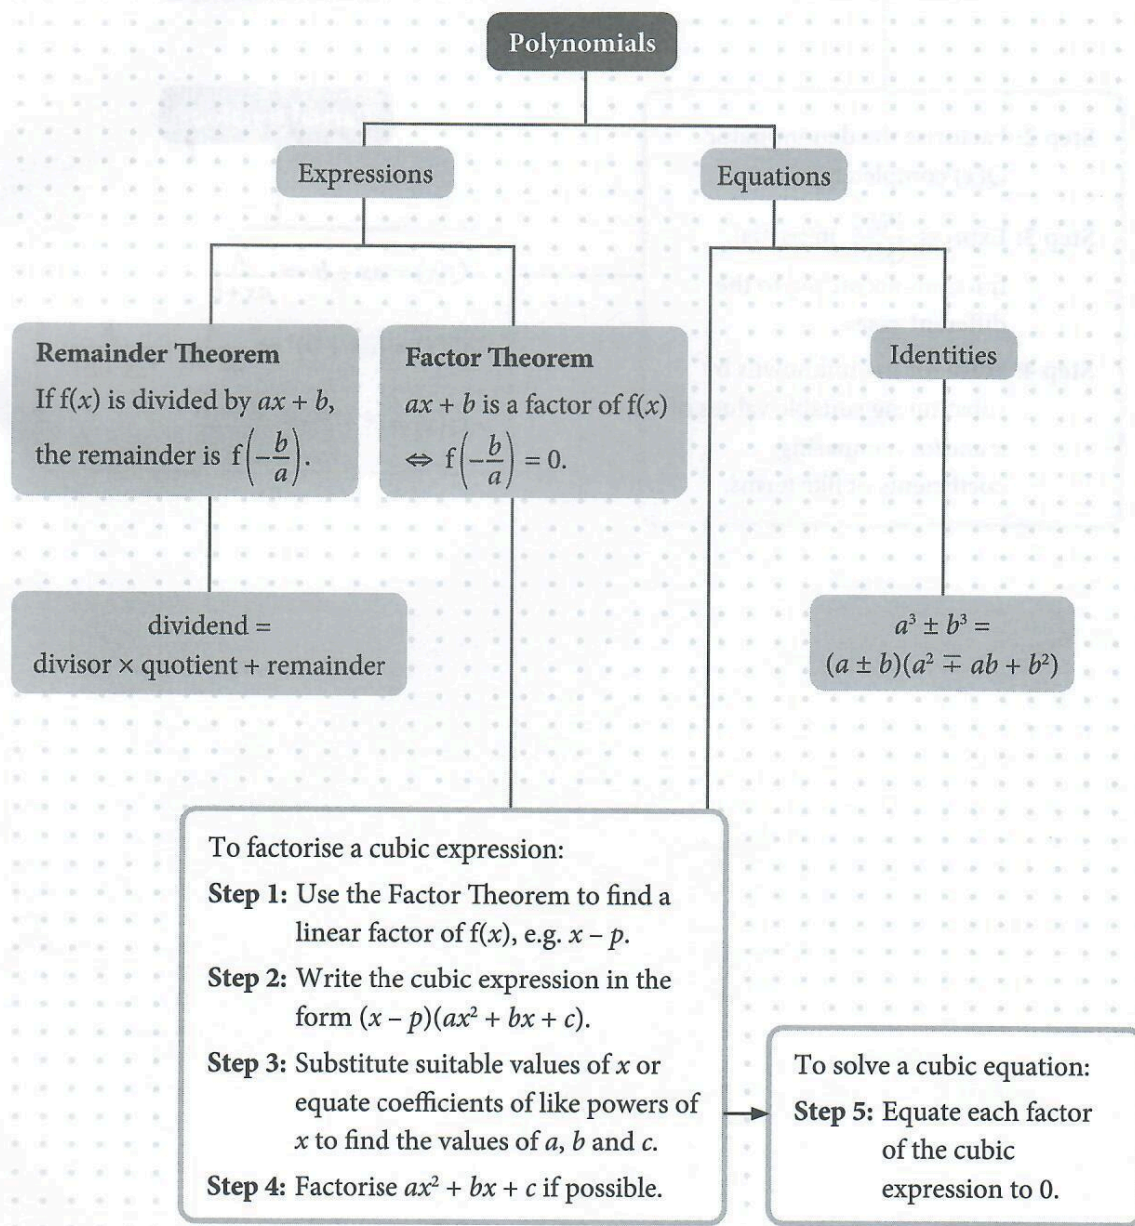 Polynomials
Expressions
Equations
Remainder Theorem
If f(x) is divided by ax + b,
the remainder is f(−b/a).
Factor Theorem
ax + b is a factor of f(x)
⇔ f(−b/a) = 0.
Identities
dividend =
divisor × quotient + remainder
a³ ± b³ =
(a ± b)(a² ∓ ab + b²)
To factorise a cubic expression:
Step 1: Use the Factor Theorem to find a
linear factor of f(x), e.g. x – p.
Step 2: Write the cubic expression in the
form (x – p)(ax² + bx + c).
Step 3: Substitute suitable values of x or
equate coefficients of like powers of
x to find the values of a, b and c.
Step 4: Factorise ax² + bx + c if possible.
To solve a cubic equation:
Step 5: Equate each factor
of the cubic
expression to 0.